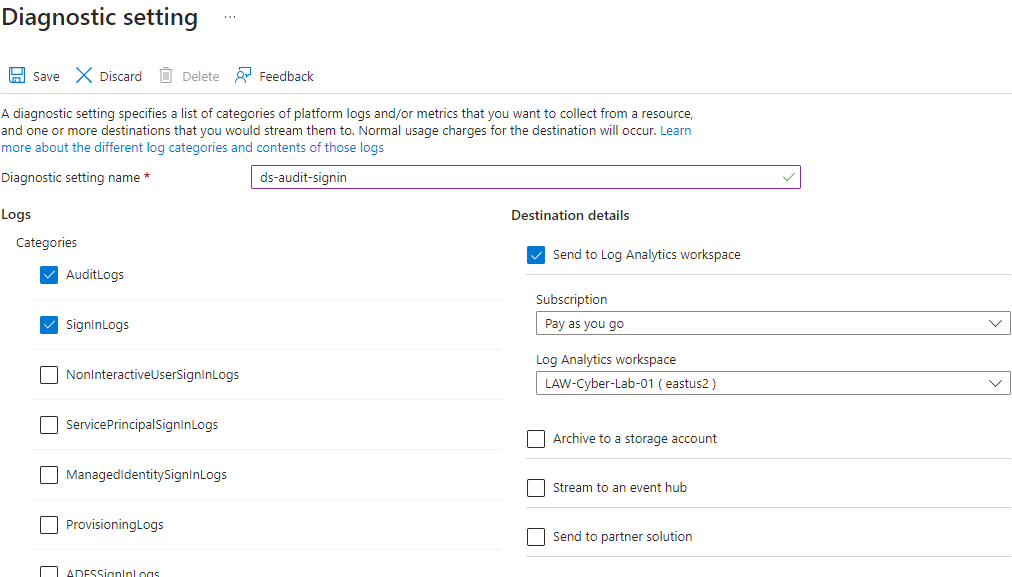 Diagnostic setting ...
Save Discard Delete Feedback
A diagnostic setting specifies a list of categories of platform logs and/or metrics that you want to collect from a resource,
and one or more destinations that you would stream them to. Normal usage charges for the destination will occur. Learn
more about the different log categories and contents of those logs
Diagnostic setting name *
ds-audit-signin
Logs
Categories
AuditLogs
SignInLogs
NonInteractiveUserSignInLogs
ServicePrincipalSignInLogs
ManagedIdentitySignInLogs
ProvisioningLogs
ADFSSignInLogs
Destination details
Send to Log Analytics workspace
Subscription
Pay as you go
Log Analytics workspace
LAW-Cyber-Lab-01 ( eastus2 )
Archive to a storage account
Stream to an event hub
Send to partner solution